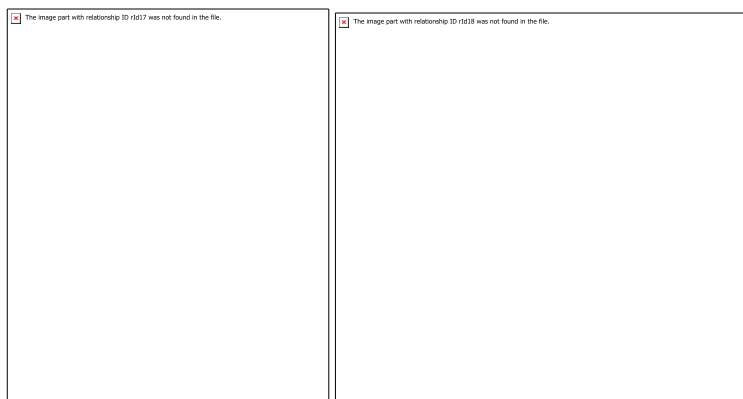 The image part with relationship ID rId17 was not found in the file.
The image part with relationship ID rId18 was not found in the file.